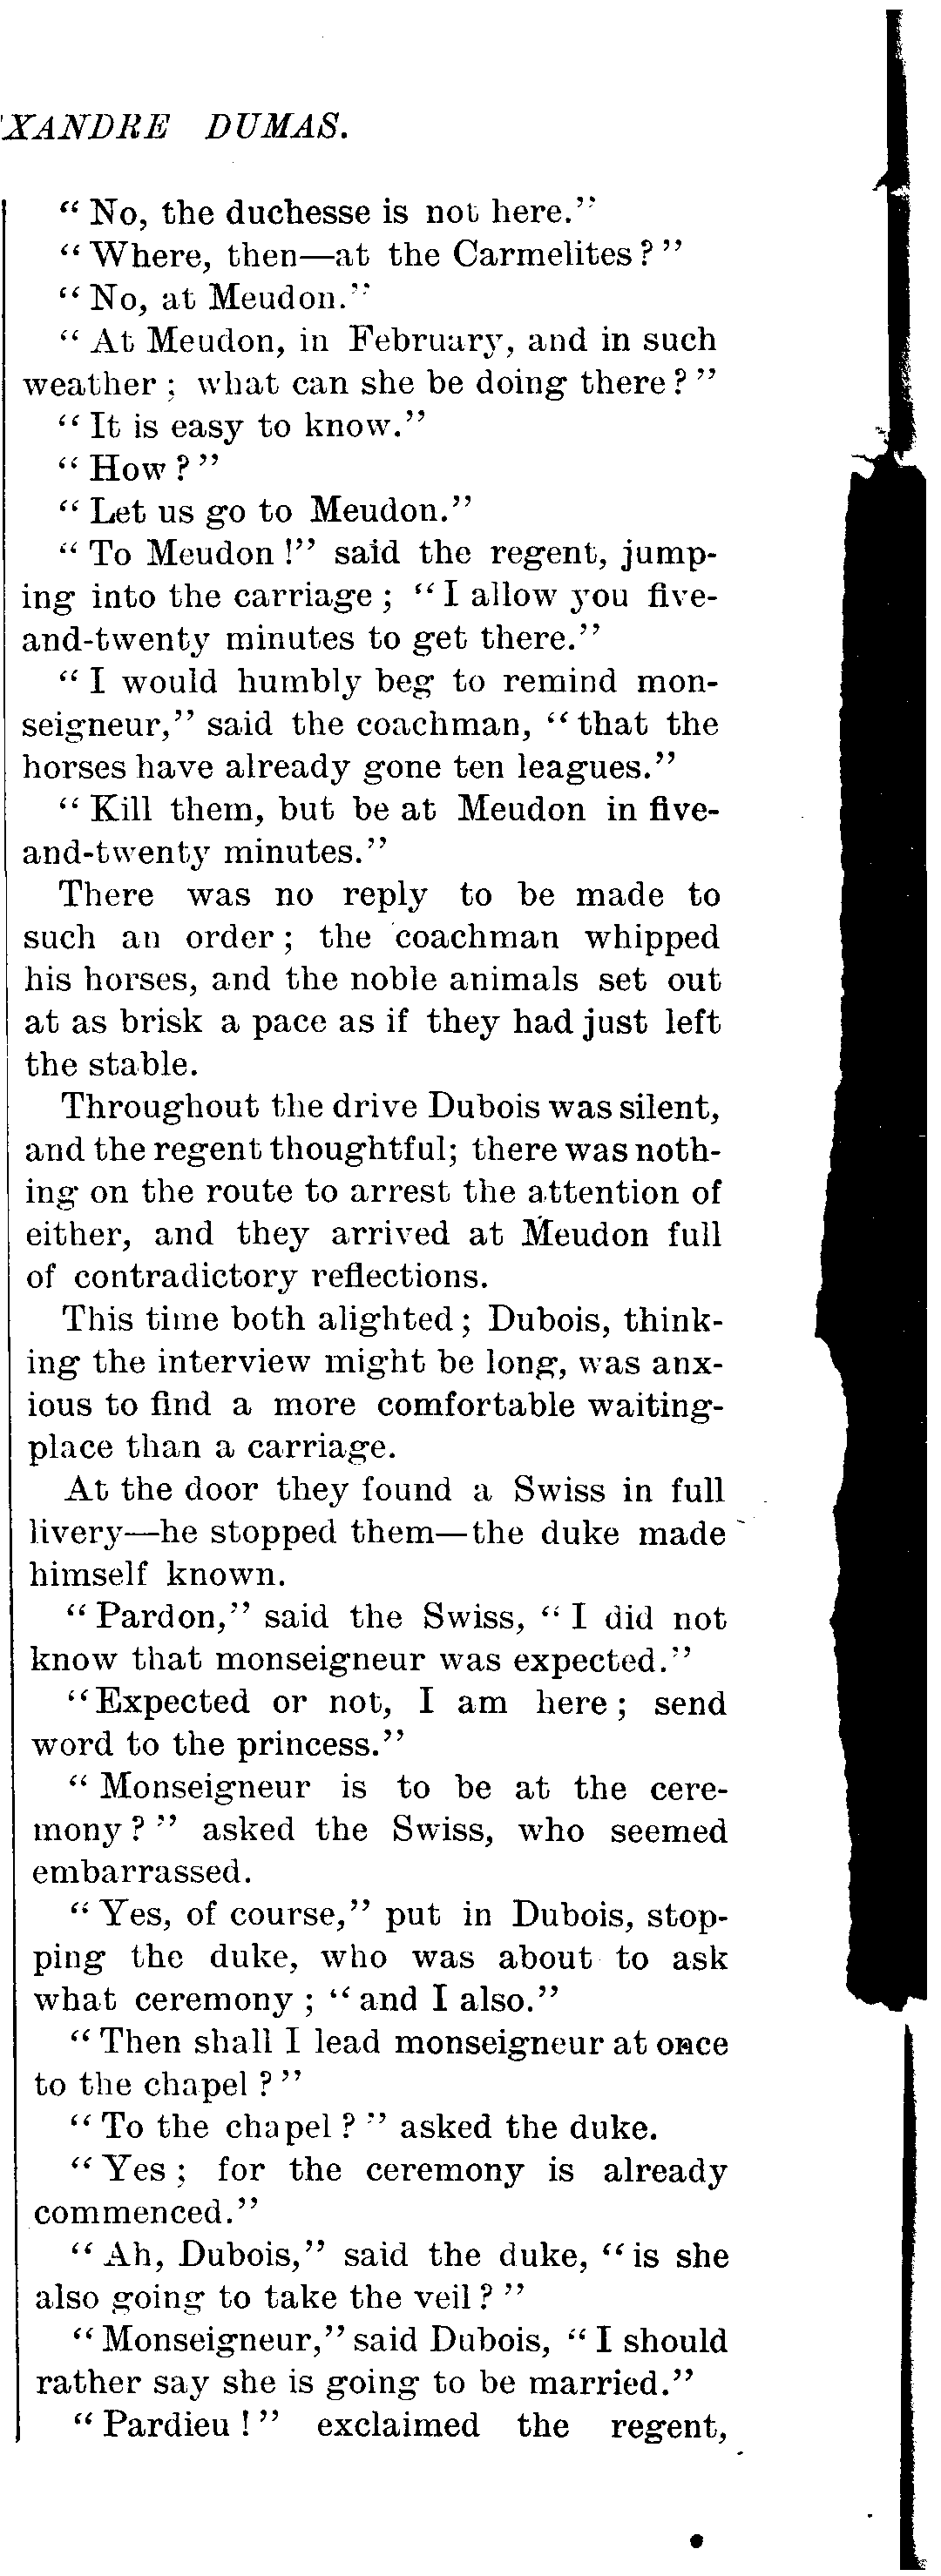 XANDRE DUMAS.
"No, the duchesse is not here."
"Where, then—at the Carmelites?"
"No, at Meudon."
"At Meudon, in February, and in such
weather; what can she be doing there?"
"It is easy to know."
"How?"
"Let us go to Meudon."
"To Meudon!" said the regent, jump-
ing into the carriage; "I allow you five-
and-twenty minutes to get there."
"I would humbly beg to remind mon-
seigneur," said the coachman, "that the
horses have already gone ten leagues."
"Kill them, but be at Meudon in five-
and-twenty minutes."
There was no reply to be made to
such an order; the coachman whipped
his horses, and the noble animals set out
at as brisk a pace as if they had just left
the stable.
Throughout the drive Dubois was silent,
and the regent thoughtful; there was noth-
ing on the route to arrest the attention of
either, and they arrived at Meudon full
of contradictory reflections.
This time both alighted; Dubois, think-
ing the interview might be long, was anx-
ious to find a more comfortable waiting-
place than a carriage.
At the door they found a Swiss in full
livery—he stopped them—the duke made
himself known.
"Pardon," said the Swiss, "I did not
know that monseigneur was expected."
"Expected or not, I am here; send
word to the princess."
"Monseigneur is to be at the cere-
mony?" asked the Swiss, who seemed
embarrassed.
"Yes, of course," put in Dubois, stop-
ping the duke, who was about to ask
what ceremony; "and I also."
"Then shall I lead monseigneur at once
to the chapel?"
"To the chapel?" asked the duke.
"Yes; for the ceremony is already
commenced."
"Ah, Dubois," said the duke, "is she
also going to take the veil?"
"Monseigneur," said Dubois, "I should
rather say she is going to be married."
"Pardieu!" exclaimed the regent,